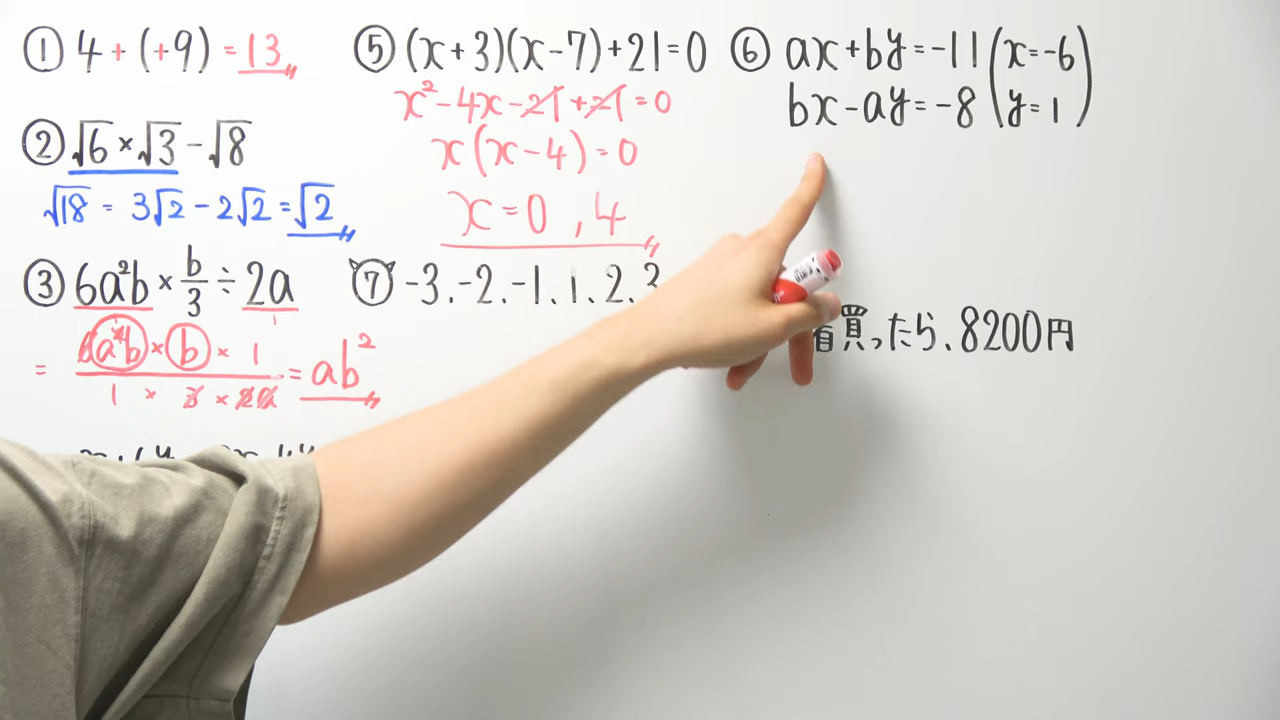 ① 4 + (+9) = 13
② √6 × √3 - √8
√18 = 3√2 - 2√2 = √2
③ 6a²b × b/3 ÷ 2a
= 6a²b × b × 1 / 1 × 3 × 2a = ab²
⑤ (x+3)(x-7)+21=0
x² - 4x - 21 + 21 = 0
x(x-4)=0
x=0, 4
⑦ -3.-2.-1.1.2.3
⑥ ax+by=-11 (x=-6
bx-ay=-8 y=1)
買ったら、8200円